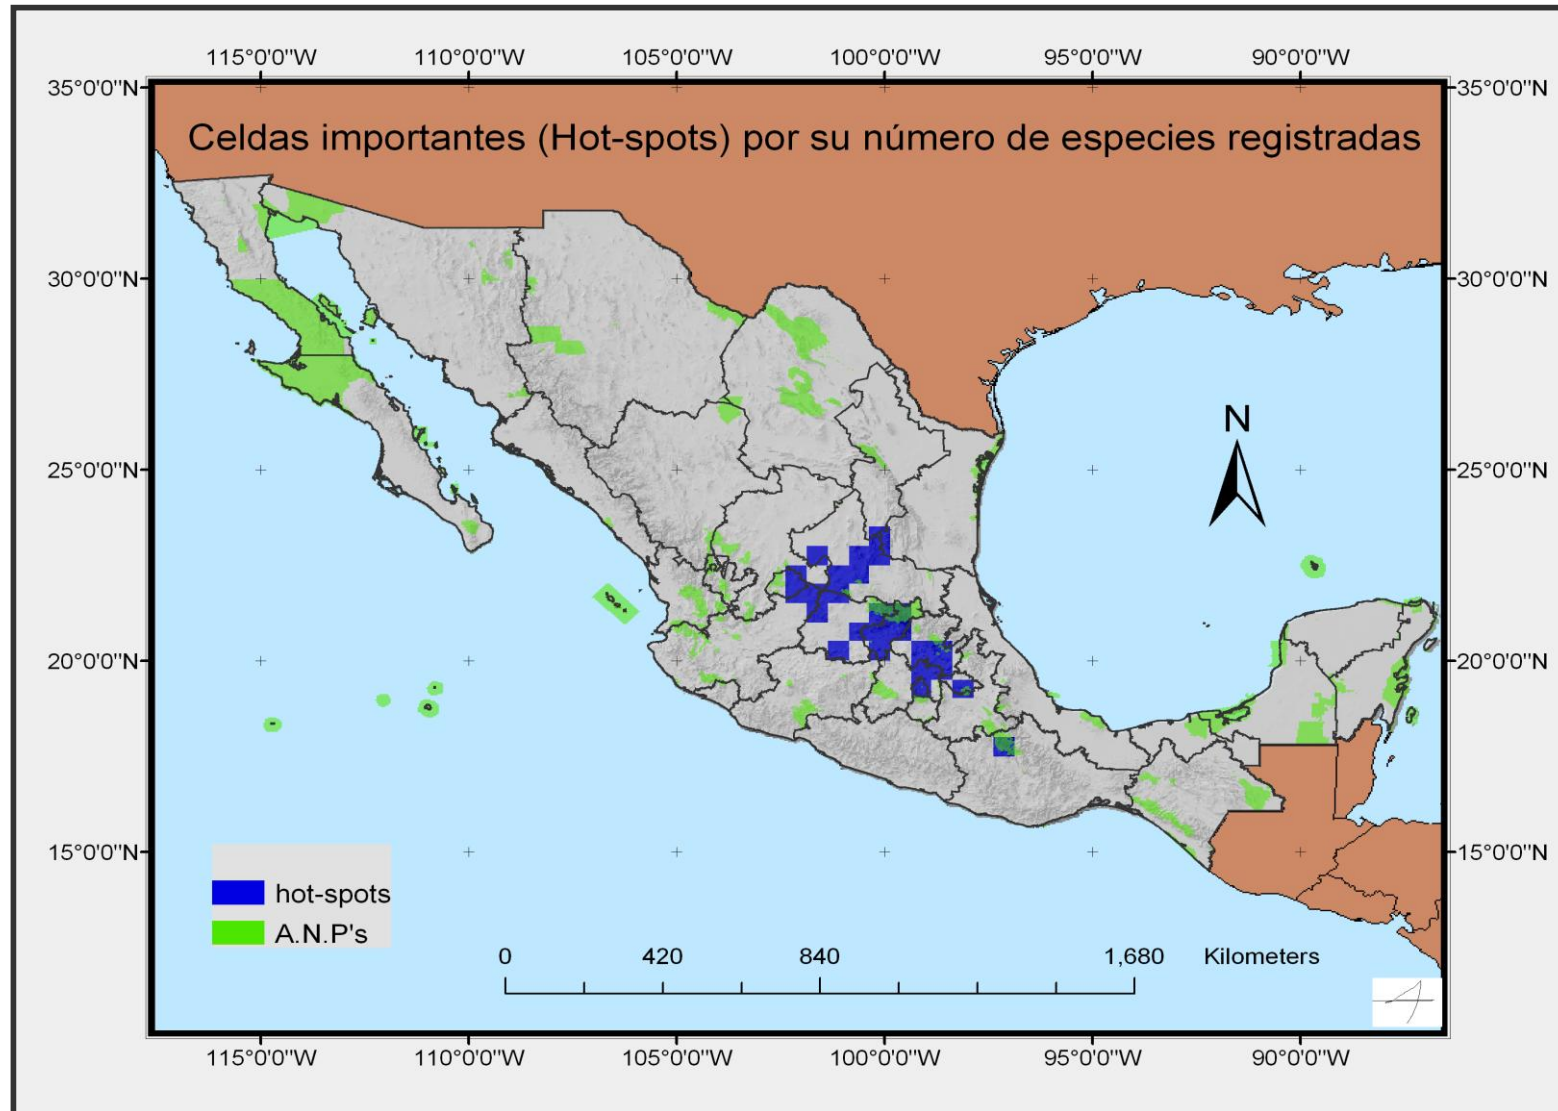 115°0'0"W 110°0'0"W 105°0'0"W 100°0'0"W 95°0'0"W 90°0'0"W
35°0'0"N 35°0'0"N
Celdas importantes (Hot-spots) por su número de especies registradas
30°0'0"N 30°0'0"N
N
25°0'0"N 25°0'0"N
20°0'0"N 20°0'0"N
15°0'0"N 15°0'0"N
hot-spots
A.N.P's
0 420 840 1,680 Kilometers
115°0'0"W 110°0'0"W 105°0'0"W 100°0'0"W 95°0'0"W 90°0'0"W